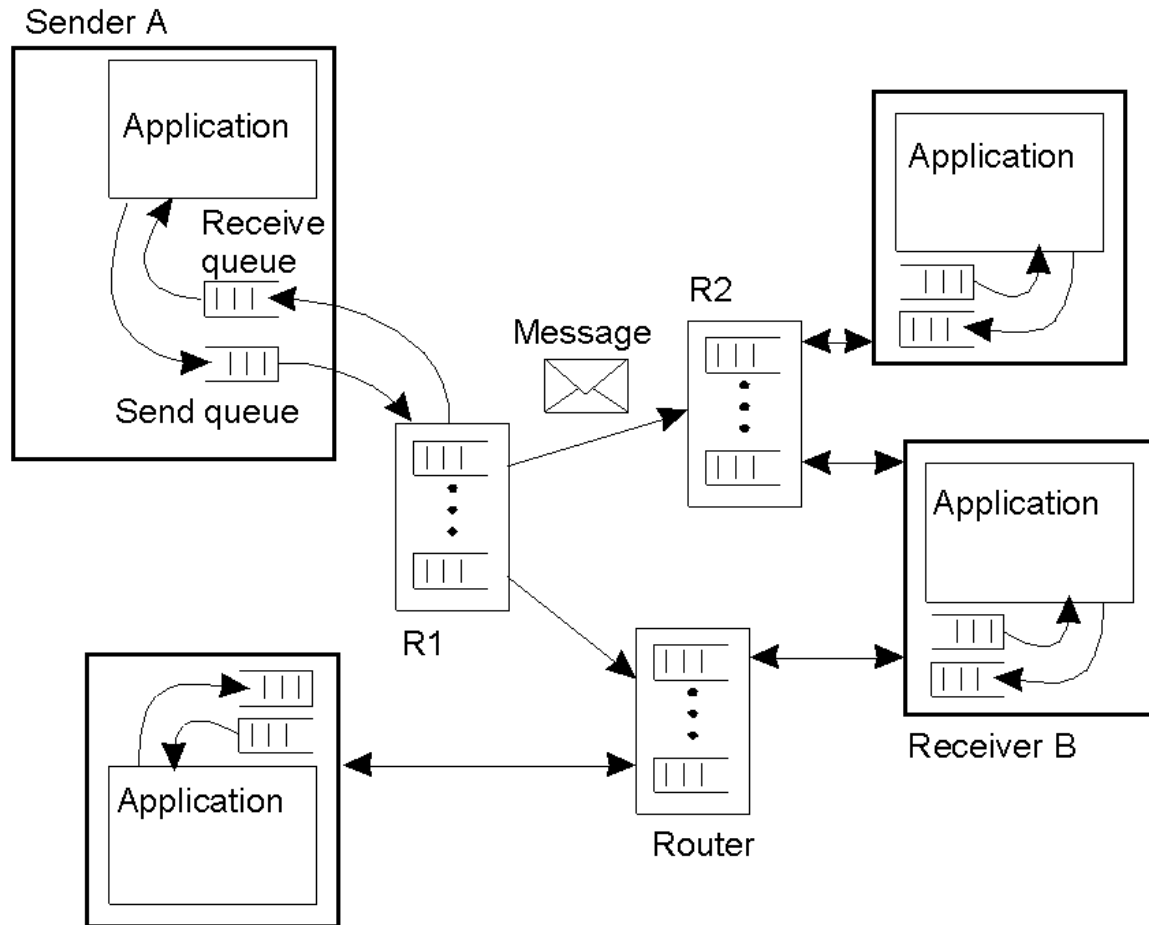 Sender A
Application
Receive
queue
Send queue
Message
R2
Application
R1
Application
Receiver B
Application
Router